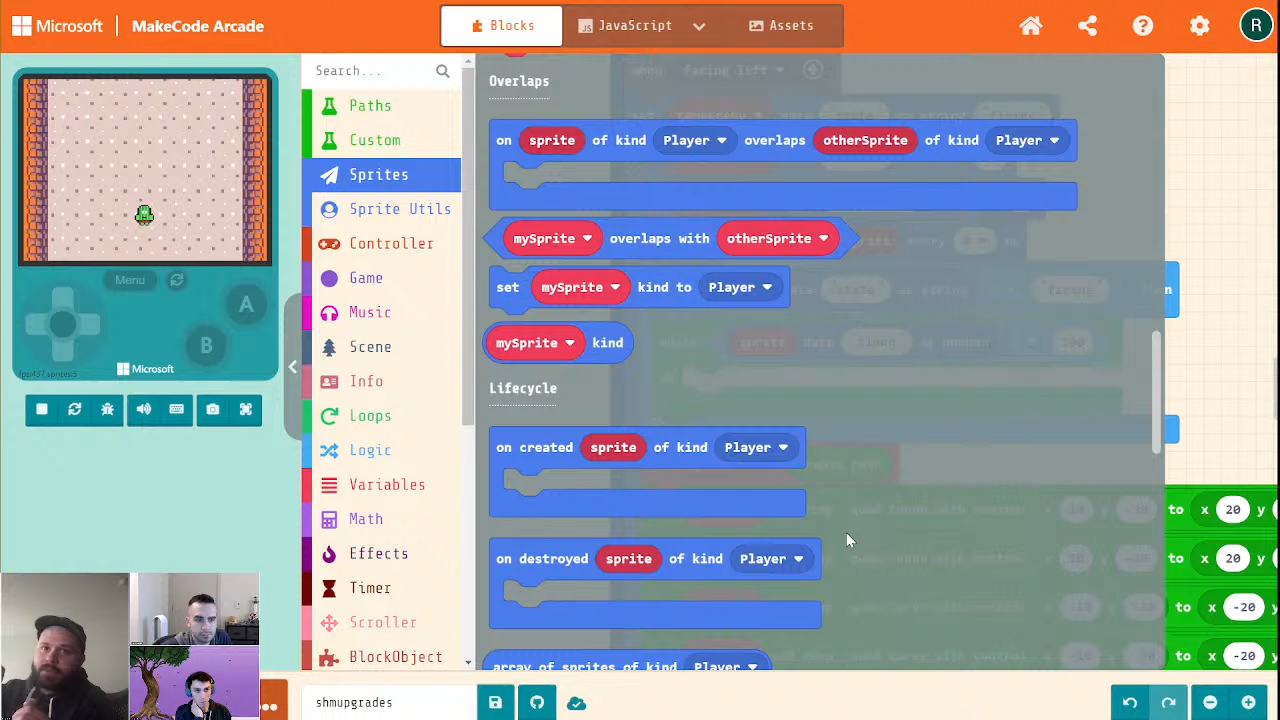 Microsoft
MakeCode Arcade
Blocks
JavaScript
Assets
R
Menu
A
B
Microsoft
Search...
Paths
Custom
Sprites
Sprite Utils
Controller
Game
Music
Scene
Info
Loops
Logic
Variables
Math
Effects
Timer
Scroller
BlockObject
Overlaps
on sprite of kind Player overlaps otherSprite of kind Player
mySprite overlaps with otherSprite
set mySprite kind to Player
mySprite kind
Lifecycle
on created sprite of kind Player
on destroyed sprite of kind Player
array of sprites of kind Player
when facing left
to x 20 y
to x 20 y
to x -20
to x -20
shmupgrades